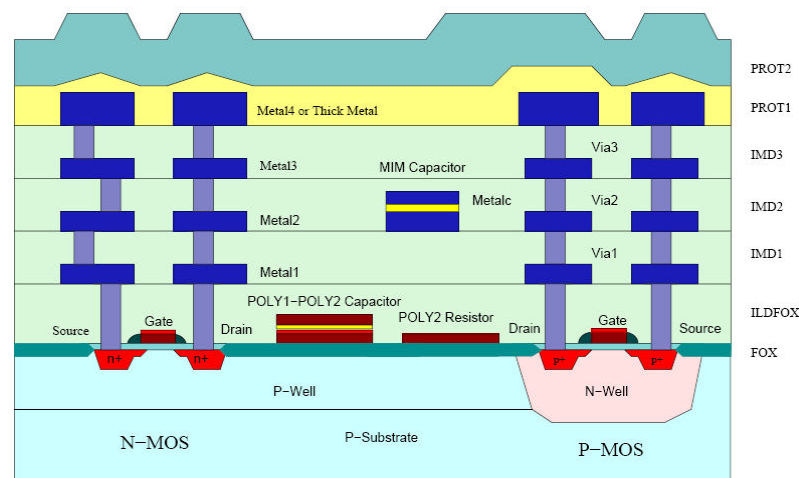 PROT2
Metal4 or Thick Metal
PROT1
Via3
IMD3
Metal3
MIM Capacitor
Metalc
Via2
IMD2
Metal2
Via1
IMD1
Metal1
POLY1-POLY2 Capacitor
ILDFOX
Source
Gate
Drain
POLY2 Resistor
Drain
Gate
Source
FOX
n+
n+
p+
p+
P-Well
N-Well
N-MOS
P-Substrate
P-MOS